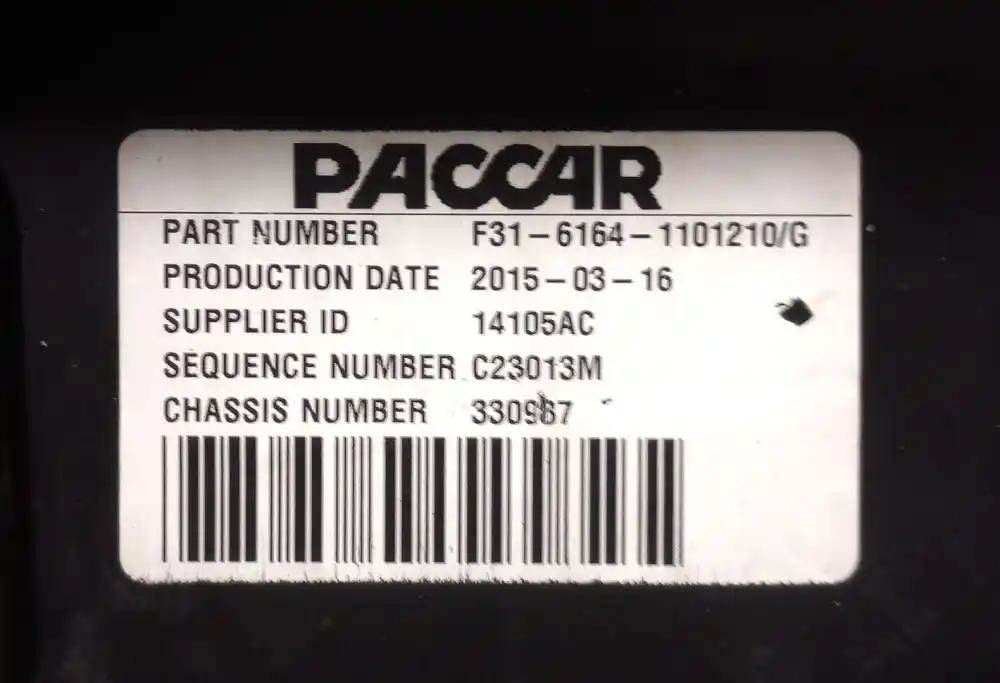 PACCAR
PART NUMBER F31-6164-1101210/G
PRODUCTION DATE 2015-03-16
SUPPLIER ID 14105AC
SEQUENCE NUMBER C23013M
CHASSIS NUMBER